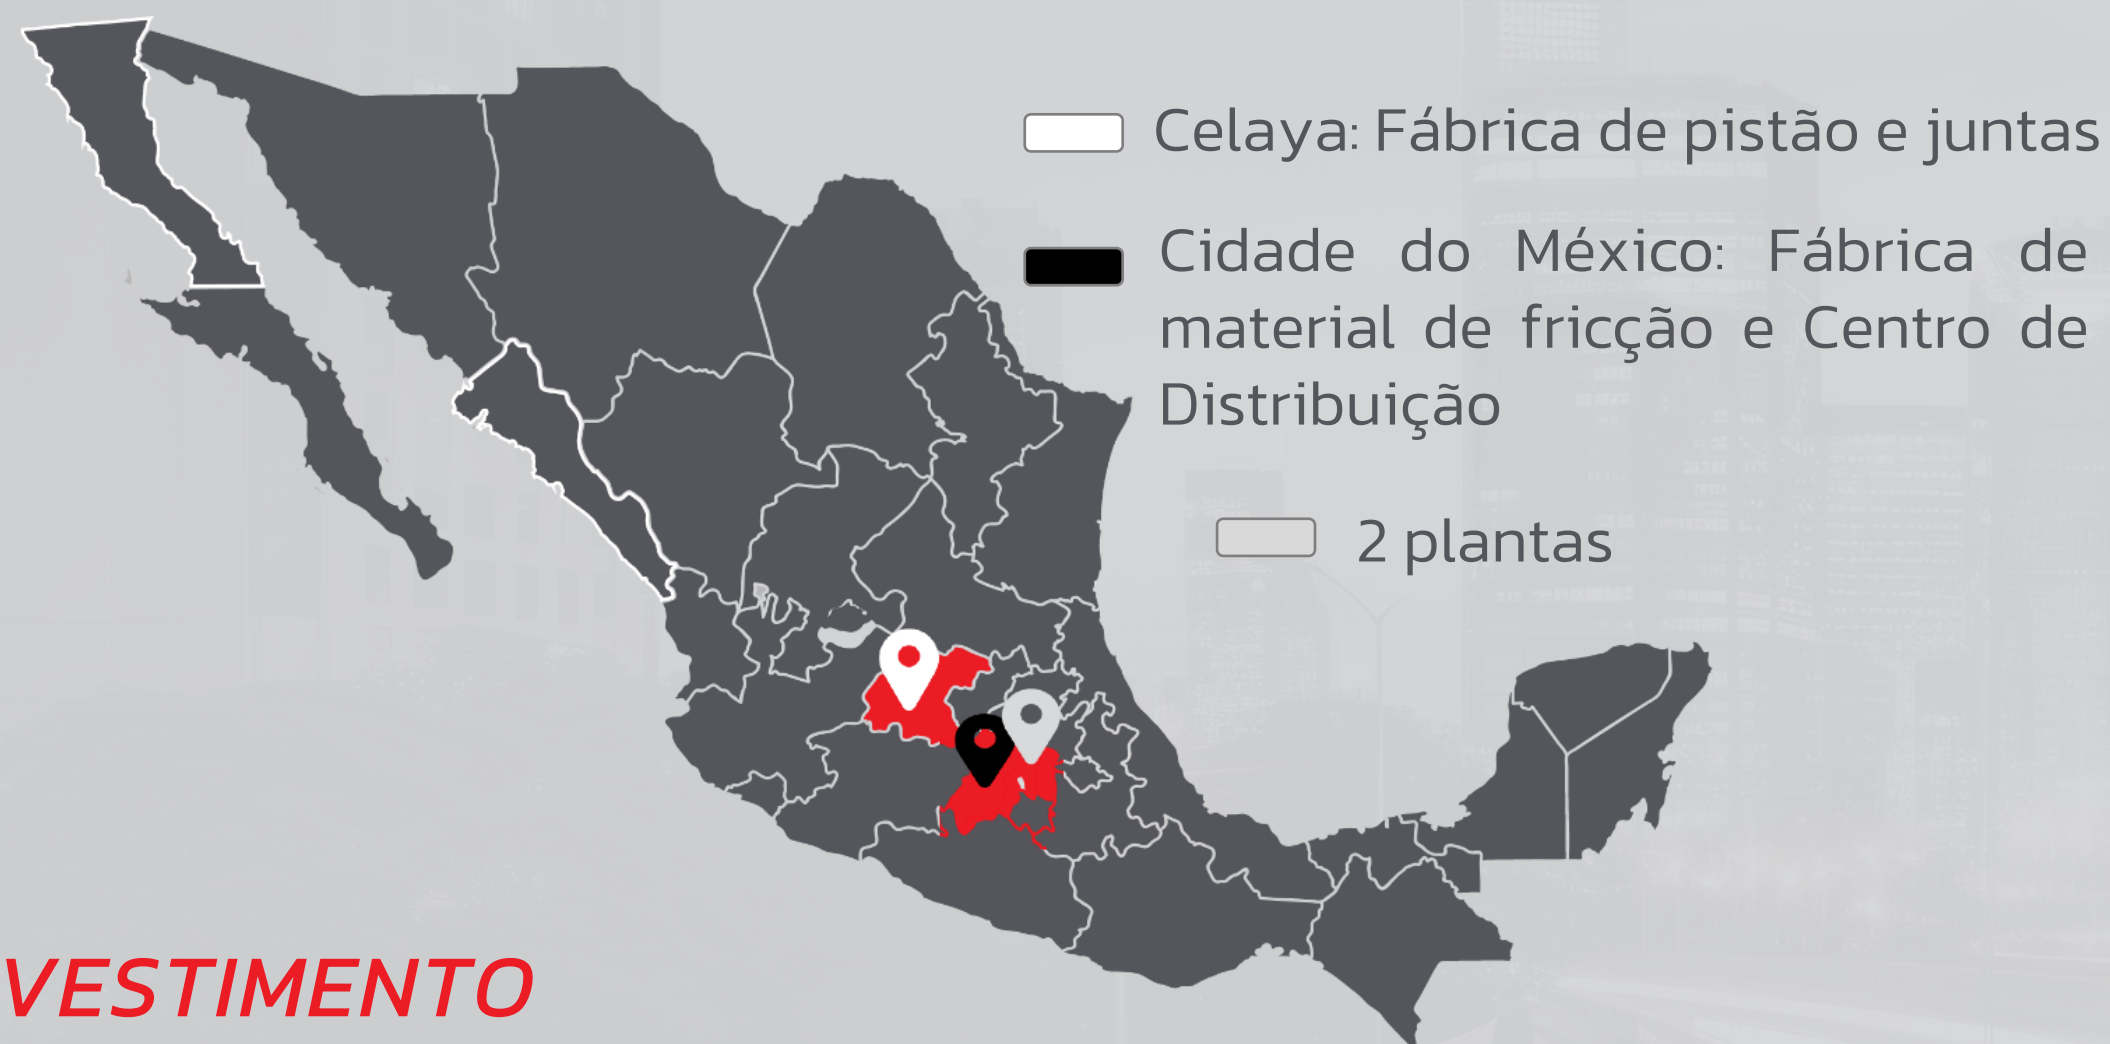 Celaya: Fábrica de pistão e juntas
Cidade do México: Fábrica de
material de fricção e Centro de
Distribuição
2 plantas
VESTIMENTO